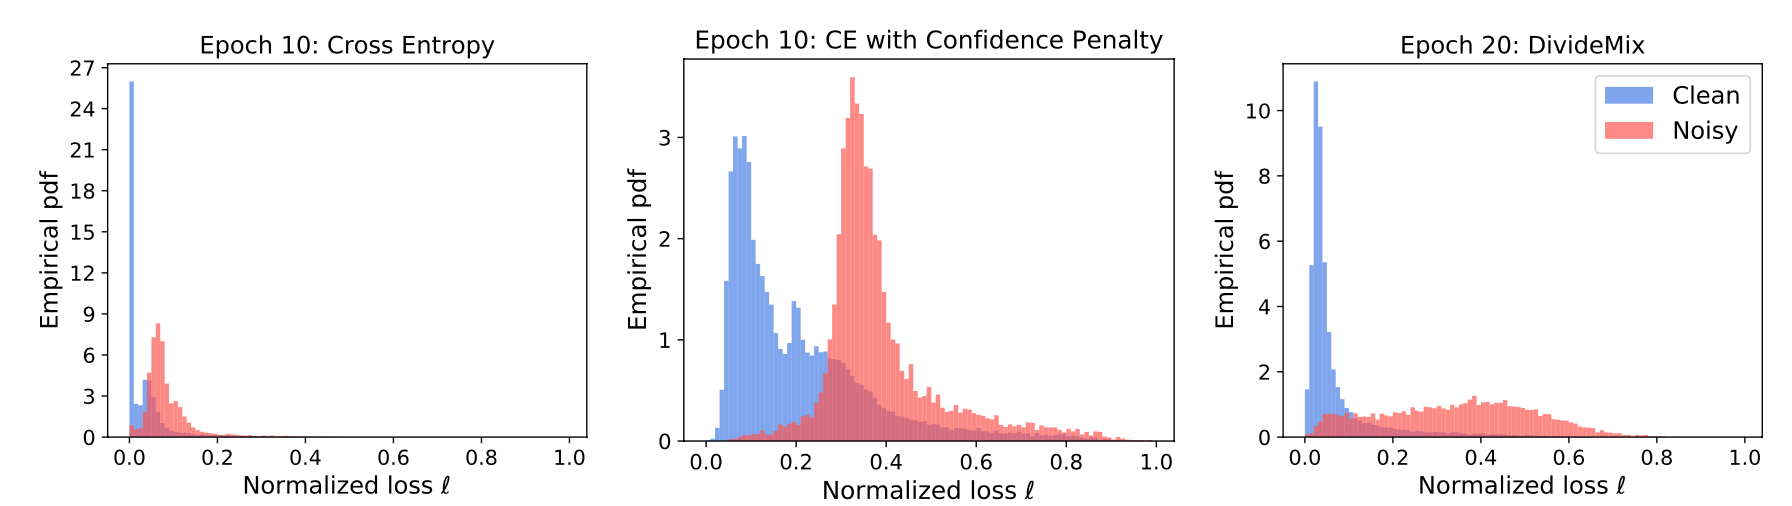 Epoch 10: Cross Entropy
27
24
21
18
15
12
9
6
3
0
Empirical pdf
0.0 0.2 0.4 0.6 0.8 1.0
Normalized loss ℓ
Epoch 10: CE with Confidence Penalty
3
2
1
0
Empirical pdf
0.0 0.2 0.4 0.6 0.8 1.0
Normalized loss ℓ
Epoch 20: DivideMix
Clean
Noisy
10
8
6
4
2
0
Empirical pdf
0.0 0.2 0.4 0.6 0.8 1.0
Normalized loss ℓ